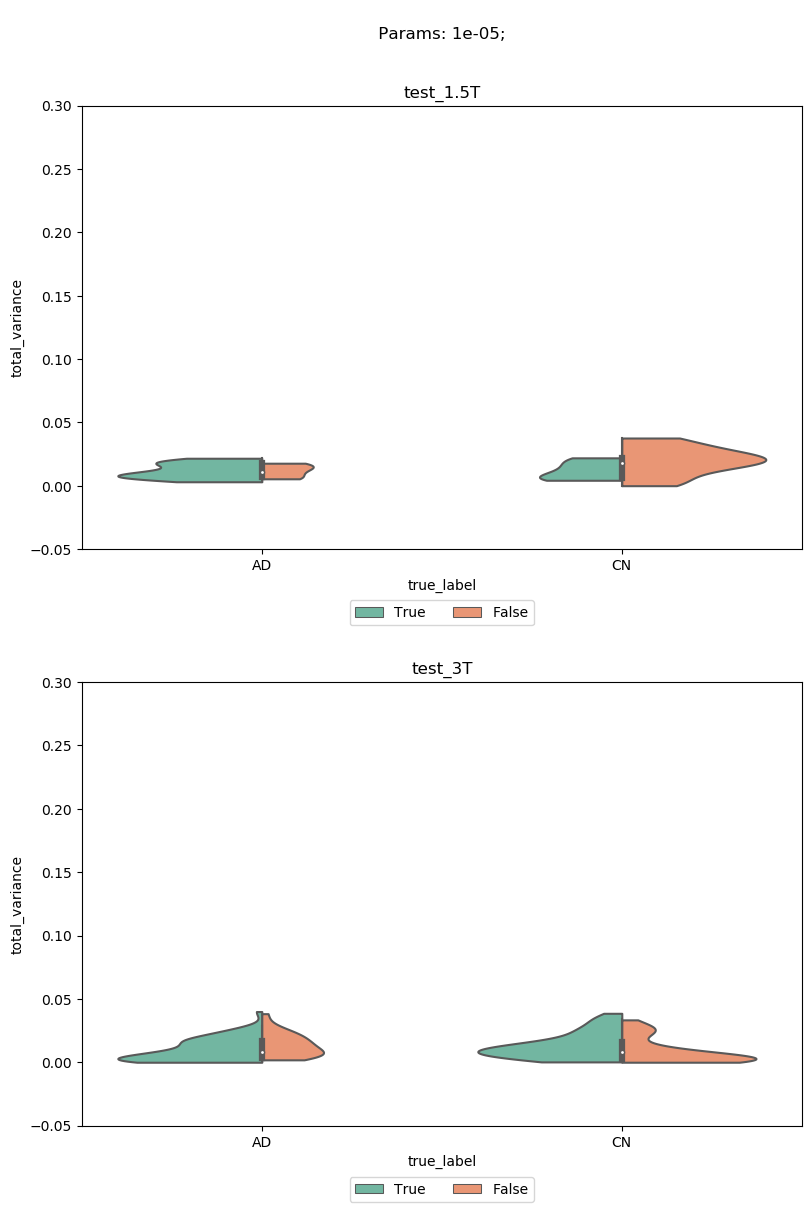 Params: 1e-05;
test_1.5T
0.30
0.25
0.20
0.15
0.10
0.05
0.00
−0.05
total_variance
AD CN
true_label
True False
test_3T
0.30
0.25
0.20
0.15
0.10
0.05
0.00
−0.05
total_variance
AD CN
true_label
True False